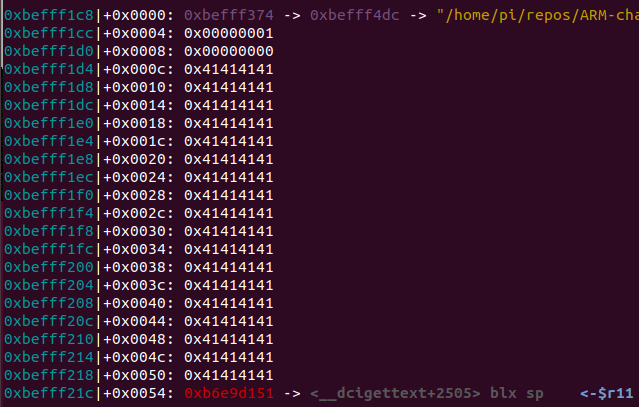 0xbefff1c8|+0x0000: 0xbefff374 -> 0xbefff4dc -> "/home/pi/repos/ARM-cha
0xbefff1cc|+0x0004: 0x00000001
0xbefff1d0|+0x0008: 0x00000000
0xbefff1d4|+0x000c: 0x41414141
0xbefff1d8|+0x0010: 0x41414141
0xbefff1dc|+0x0014: 0x41414141
0xbefff1e0|+0x0018: 0x41414141
0xbefff1e4|+0x001c: 0x41414141
0xbefff1e8|+0x0020: 0x41414141
0xbefff1ec|+0x0024: 0x41414141
0xbefff1f0|+0x0028: 0x41414141
0xbefff1f4|+0x002c: 0x41414141
0xbefff1f8|+0x0030: 0x41414141
0xbefff1fc|+0x0034: 0x41414141
0xbefff200|+0x0038: 0x41414141
0xbefff204|+0x003c: 0x41414141
0xbefff208|+0x0040: 0x41414141
0xbefff20c|+0x0044: 0x41414141
0xbefff210|+0x0048: 0x41414141
0xbefff214|+0x004c: 0x41414141
0xbefff218|+0x0050: 0x41414141
0xbefff21c|+0x0054: 0xb6e9d151 -> <__dcigettext+2505> blx sp <-$r11